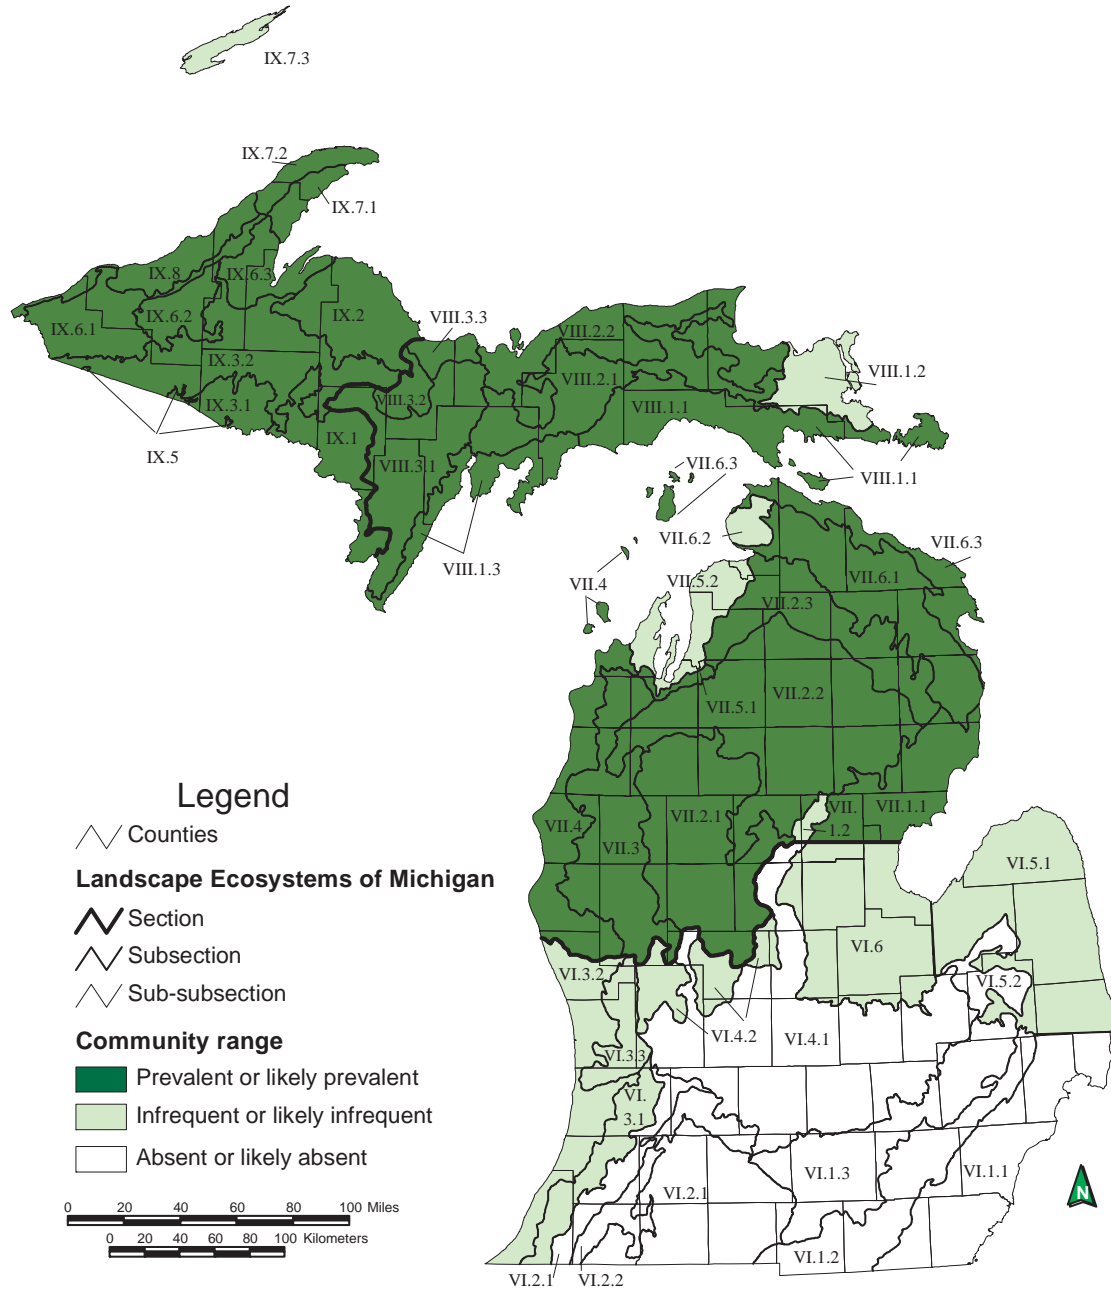 IX.7.3
IX.7.2
IX.7.1
IX.8
IX.6.3
IX.6.1
IX.6.2
IX.2
VIII.3.3
VIII.2.2
IX.3.2
VIII.2.1
VIII.1.2
IX.3.1
VIII.3.2
VIII.1.1
IX.1
IX.5
VIII.3.1
VII.6.3
VIII.1.1
VII.6.2
VII.6.3
VIII.1.3
VII.4
VII.5.2
VII.6.1
VII.2.3
VII.5.1
VII.2.2
VII.4
VII.3
VII.2.1
VII.
1.2
VII.1.1
VI.5.1
VI.6
VI.3.2
VI.5.2
VI.4.2
VI.4.1
VI.3.3
VI.
3.1
VI.2.1
VI.1.3
VI.1.1
VI.1.2
VI.2.1
VI.2.2
Legend
Counties
Landscape Ecosystems of Michigan
Section
Subsection
Sub-subsection
Community range
Prevalent or likely prevalent
Infrequent or likely infrequent
Absent or likely absent
0 20 40 60 80 100 Miles
0 20 40 60 80 100 Kilometers
N